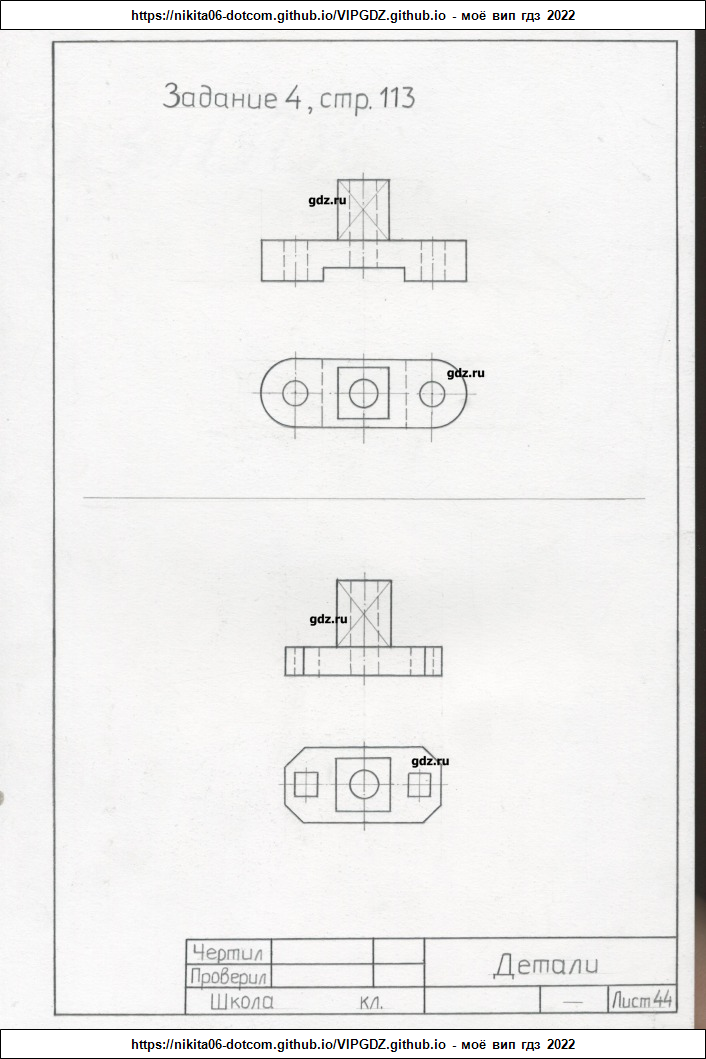 https://nikita06-dotcom.github.io/VIPGDZ.github.io - моё вип гдз 2022
Задание 4, стр. 113
gdz.ru
gdz.ru
gdz.ru
gdz.ru
Чертил
Проверил
Детали
Школа кл.
— Лист 44
https://nikita06-dotcom.github.io/VIPGDZ.github.io - моё вип гдз 2022